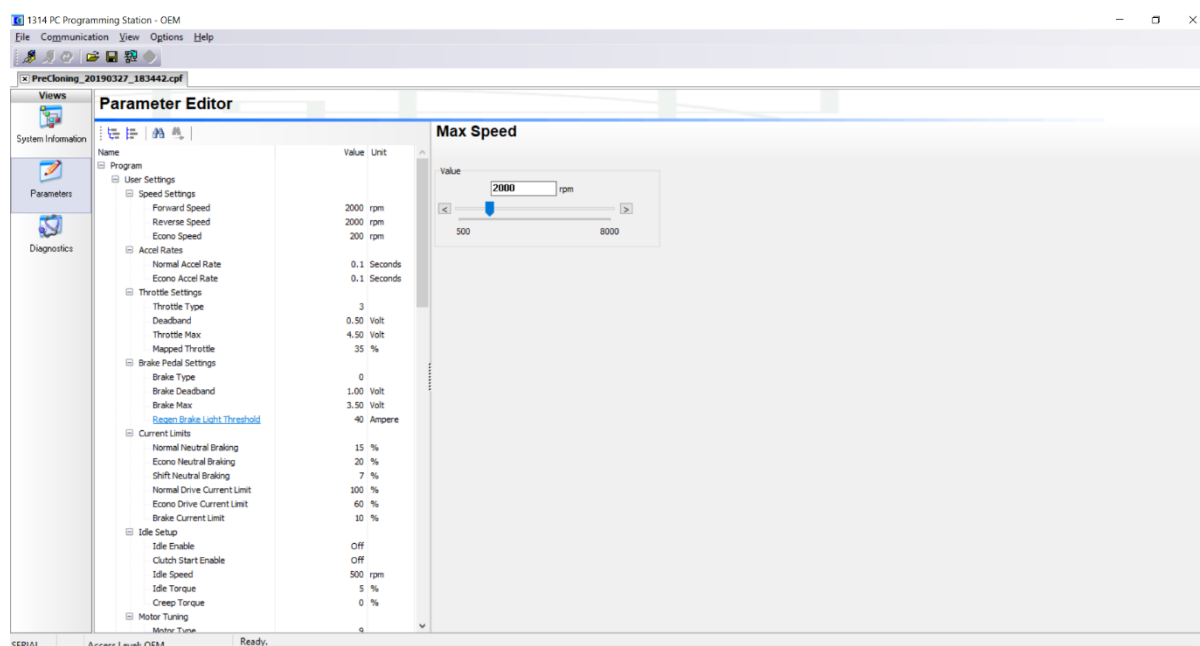 1314 PC Programming Station - OEM
File Communication View Options Help
PreCloning_20190327_183442.cpf
Views
System Information
Parameters
Diagnostics
Parameter Editor
Name Value Unit
Program
User Settings
Speed Settings
Forward Speed 2000 rpm
Reverse Speed 2000 rpm
Econo Speed 200 rpm
Accel Rates
Normal Accel Rate 0.1 Seconds
Econo Accel Rate 0.1 Seconds
Throttle Settings
Throttle Type 3
Deadband 0.50 Volt
Throttle Max 4.50 Volt
Mapped Throttle 35 %
Brake Pedal Settings
Brake Type 0
Brake Deadband 1.00 Volt
Brake Max 3.50 Volt
Regen Brake Light Threshold 40 Ampere
Current Limits
Normal Neutral Braking 15 %
Econo Neutral Braking 20 %
Shift Neutral Braking 7 %
Normal Drive Current Limit 100 %
Econo Drive Current Limit 60 %
Brake Current Limit 10 %
Idle Setup
Idle Enable Off
Clutch Start Enable Off
Idle Speed 500 rpm
Idle Torque 5 %
Creep Torque 0 %
Motor Tuning
Motor Type 9
Max Speed
Value
2000 rpm
< >
500 8000
SERIAL Access Level: OEM Ready.